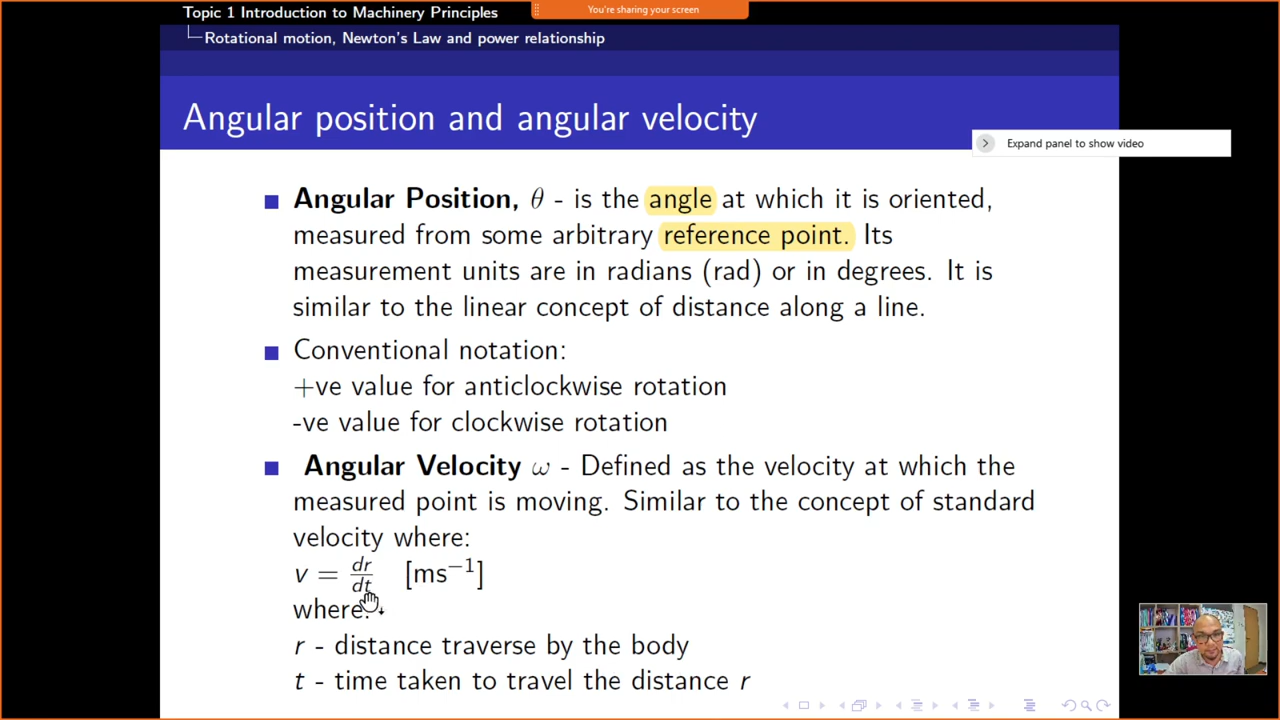 Topic 1 Introduction to Machinery Principles
You're sharing your screen
Rotational motion, Newton's Law and power relationship
Angular position and angular velocity
Expand panel to show video
Angular Position, θ - is the angle at which it is oriented,
measured from some arbitrary reference point. Its
measurement units are in radians (rad) or in degrees. It is
similar to the linear concept of distance along a line.
Conventional notation:
+ve value for anticlockwise rotation
-ve value for clockwise rotation
Angular Velocity ω - Defined as the velocity at which the
measured point is moving. Similar to the concept of standard
velocity where:
v = dr/dt [ms⁻¹]
where:
r - distance traverse by the body
t - time taken to travel the distance r